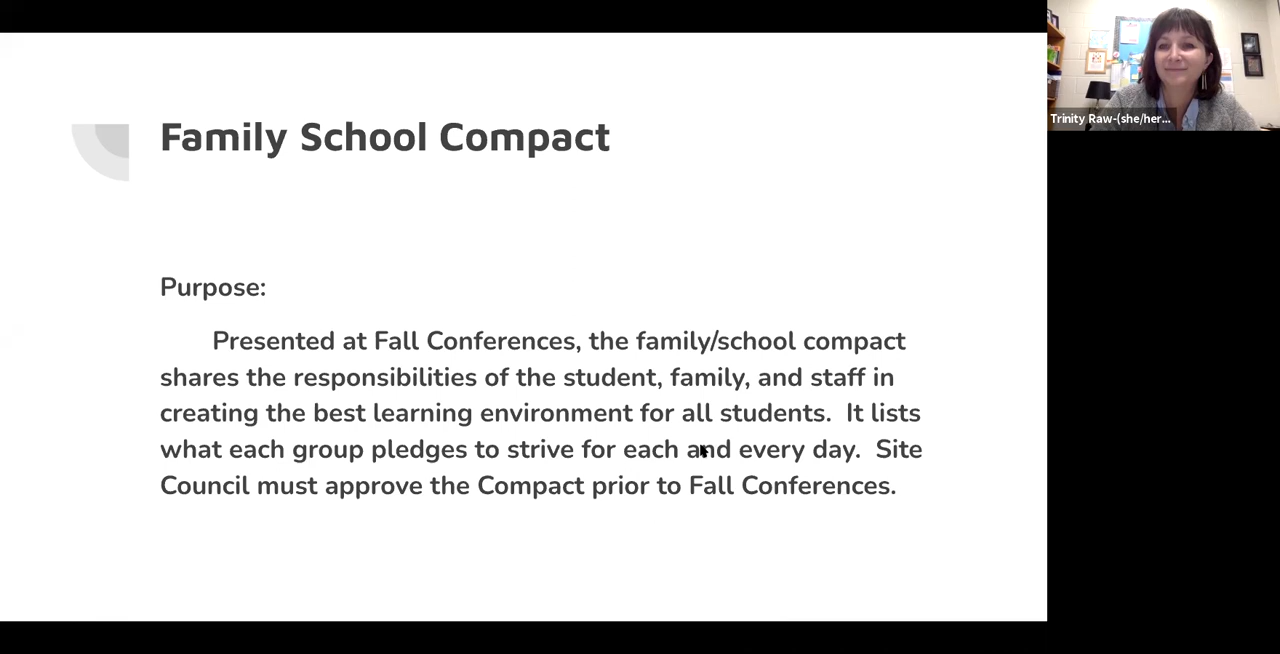 Family School Compact
Purpose:
Presented at Fall Conferences, the family/school compact
shares the responsibilities of the student, family, and staff in
creating the best learning environment for all students.  It lists
what each group pledges to strive for each and every day.  Site
Council must approve the Compact prior to Fall Conferences.
Trinity Raw-(she/her...